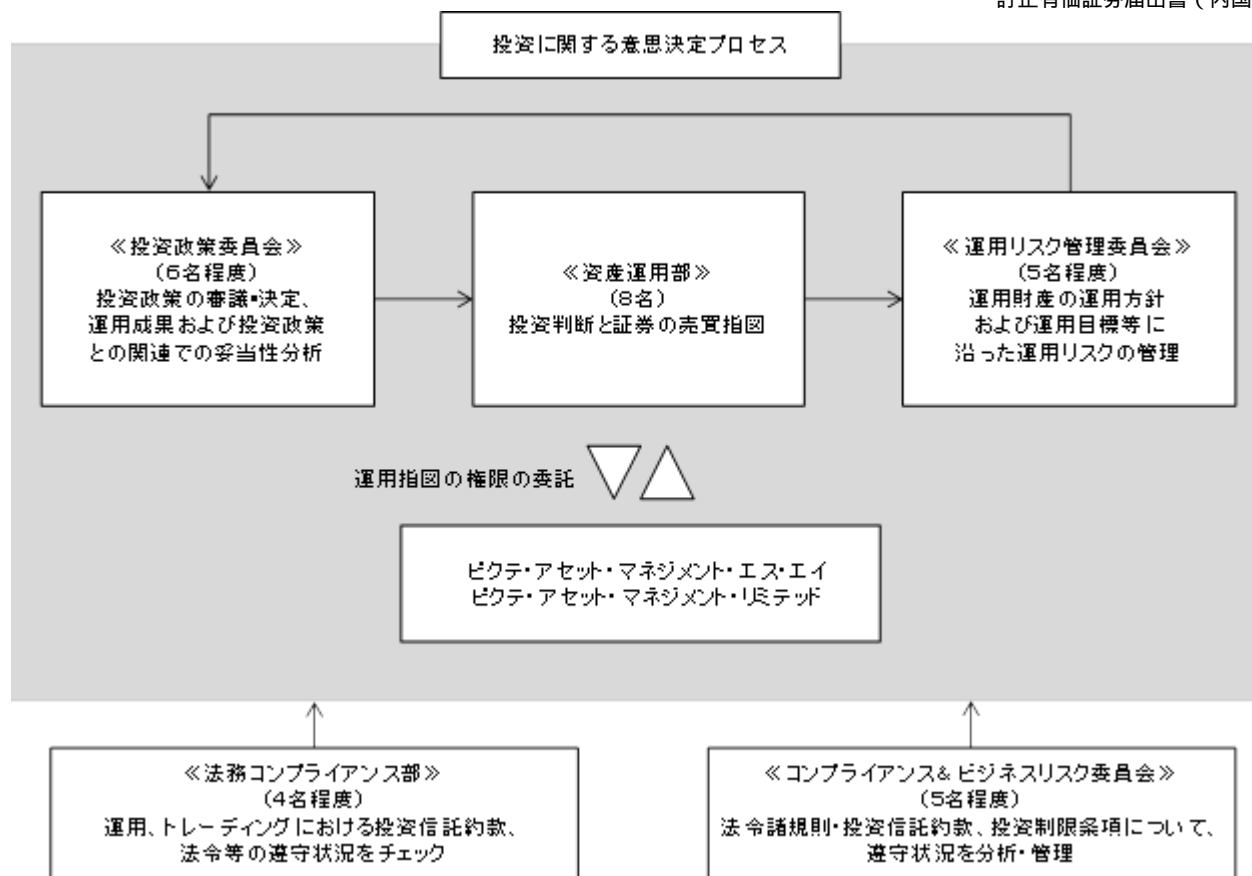 訂正有価証券届出書（内国
投資に関する意思決定プロセス
≪投資政策委員会≫
(6名程度)
投資政策の審議・決定、
運用成果および投資政策
との関連での妥当性分析
≪資産運用部≫
(8名)
投資判断と証券の売買指図
≪運用リスク管理委員会≫
(5名程度)
運用財産の運用方針
および運用目標等に
沿った運用リスクの管理
運用指図の権限の委託
ピクテ・アセット・マネジメント・エス・エイ
ピクテ・アセット・マネジメント・リミテッド
≪法務コンプライアンス部≫
(4名程度)
運用、トレーディングにおける投資信託約款、
法令等の遵守状況をチェック
≪コンプライアンス&ビジネスリスク委員会≫
(5名程度)
法令諸規則・投資信託約款、投資制限条項について、
遵守状況を分析・管理